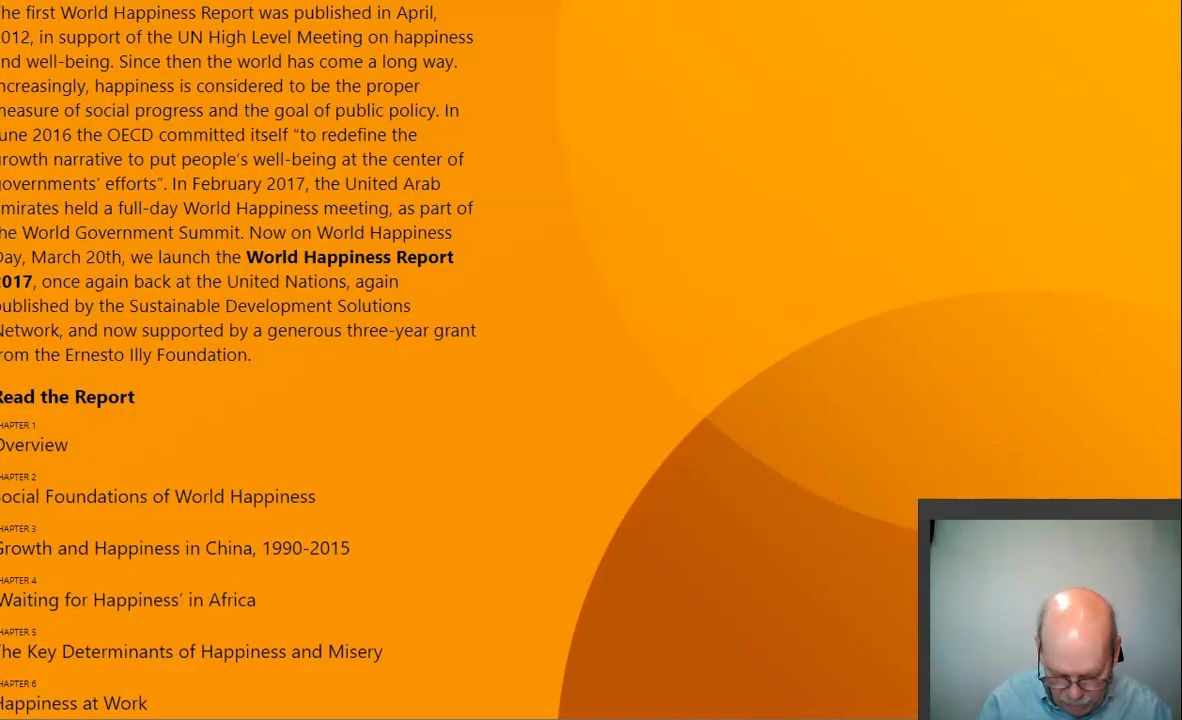 he first World Happiness Report was published in April,
012, in support of the UN High Level Meeting on happiness
nd well-being. Since then the world has come a long way.
ncreasingly, happiness is considered to be the proper
measure of social progress and the goal of public policy. In
une 2016 the OECD committed itself “to redefine the
growth narrative to put people’s well-being at the center of
governments’ efforts”. In February 2017, the United Arab
mirates held a full-day World Happiness meeting, as part of
he World Government Summit. Now on World Happiness
Day, March 20th, we launch the World Happiness Report
2017, once again back at the United Nations, again
published by the Sustainable Development Solutions
Network, and now supported by a generous three-year grant
rom the Ernesto Illy Foundation.
Read the Report
HAPTER 1
Overview
HAPTER 2
Social Foundations of World Happiness
HAPTER 3
Growth and Happiness in China, 1990-2015
HAPTER 4
Waiting for Happiness’ in Africa
HAPTER 5
The Key Determinants of Happiness and Misery
HAPTER 6
Happiness at Work